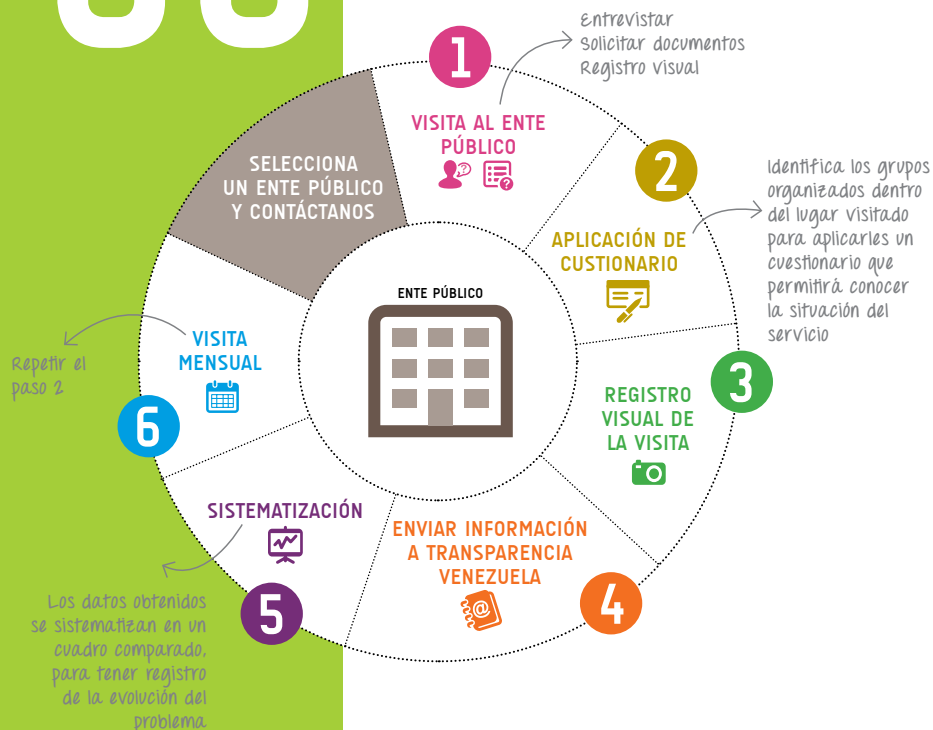 SELECCIONA
UN ENTE PÚBLICO
Y CONTÁCTANOS
1
VISITA AL ENTE
PÚBLICO
Entrevistar
Solicitar documentos
Registro Visual
2
APLICACIÓN DE
CUSTIONARIO
Identifica los grupos
organizados dentro
del lugar visitado
para aplicarles un
cuestionario que
permitirá conocer
la situación del
servicio
3
REGISTRO
VISUAL DE
LA VISITA
4
ENVIAR INFORMACIÓN
A TRANSPARENCIA
VENEZUELA
5
SISTEMATIZACIÓN
Los datos obtenidos
se sistematizan en un
cuadro comparado,
para tener registro
de la evolución del
problema
6
VISITA
MENSUAL
Repetir el
paso 2
ENTE PÚBLICO